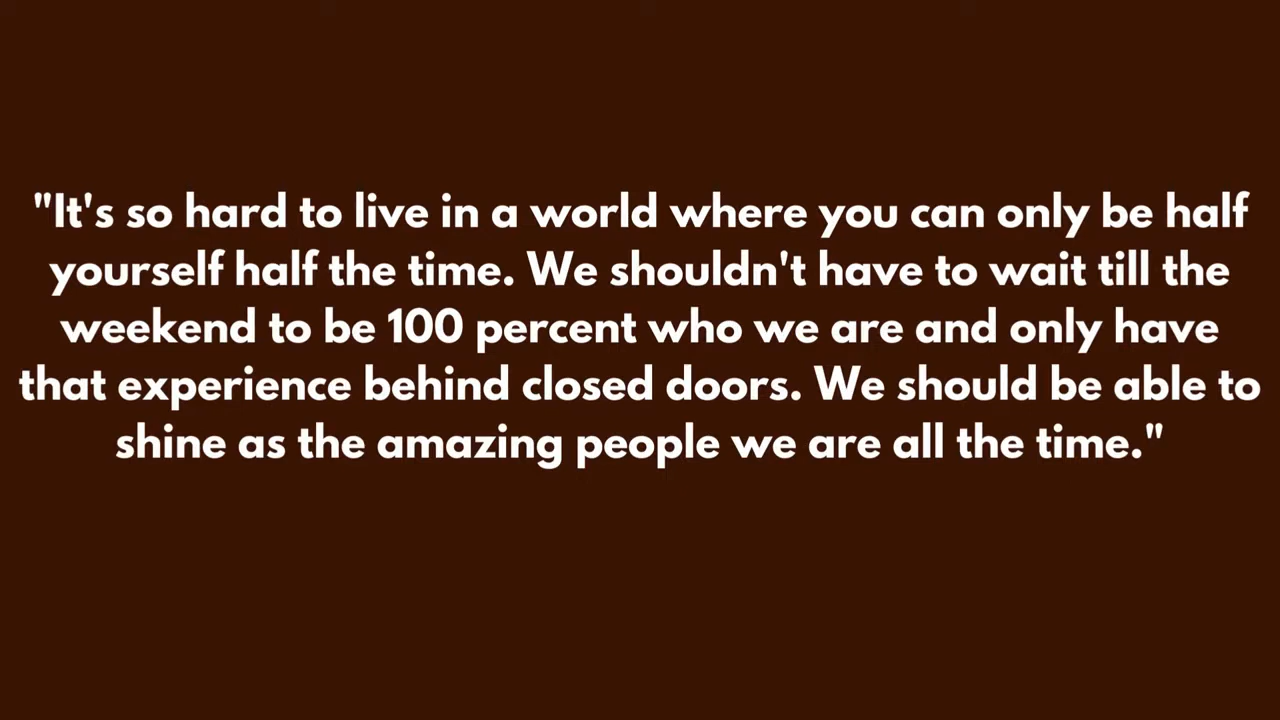 "It's so hard to live in a world where you can only be half
yourself half the time. We shouldn't have to wait till the
weekend to be 100 percent who we are and only have
that experience behind closed doors. We should be able to
shine as the amazing people we are all the time."